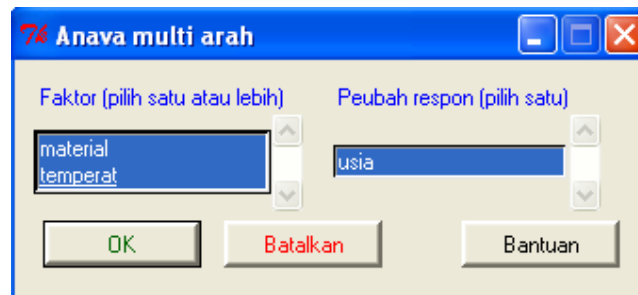 Anava multi arah
Faktor (pilih satu atau lebih)
Peubah respon (pilih satu)
material
temperat
usia
OK
Batalkan
Bantuan